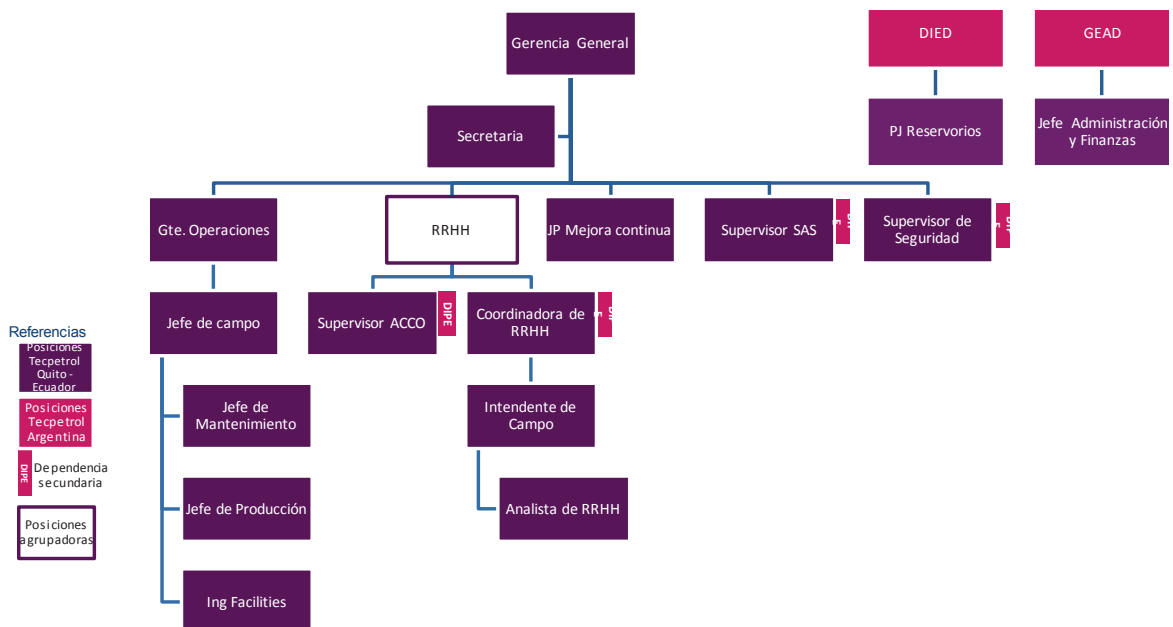 Gerencia General
DIED
GEAD
Secretaria
PJ Reservorios
Jefe Administración
y Finanzas
Gte. Operaciones
RRHH
JP Mejora continua
Supervisor SAS
Supervisor de
Seguridad
Jefe de campo
Supervisor ACCO
DIPE
Coordinadora de
RRHH
Referencias
Posiciones
Tecpetrol
Quito -
Ecuador
Posiciones
Tecpetrol
Argentina
DIPE
Dependencia
secundaria
Posiciones
agrupadoras
Jefe de
Mantenimiento
Intendente de
Campo
Jefe de Producción
Analista de RRHH
Ing Facilities